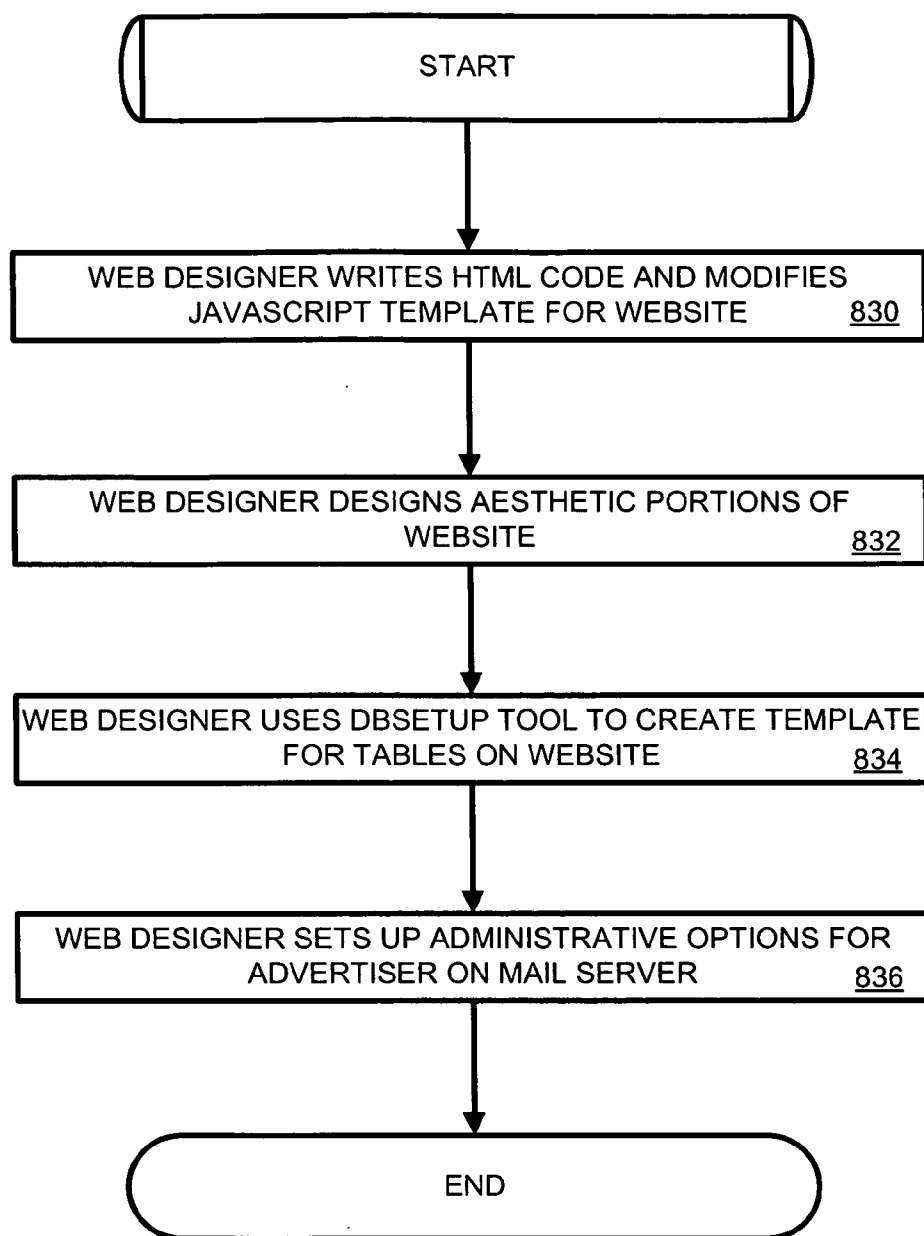 START
WEB DESIGNER WRITES HTML CODE AND MODIFIES
JAVASCRIPT TEMPLATE FOR WEBSITE 830
WEB DESIGNER DESIGNS AESTHETIC PORTIONS OF
WEBSITE 832
WEB DESIGNER USES DBSETUP TOOL TO CREATE TEMPLATE
FOR TABLES ON WEBSITE 834
WEB DESIGNER SETS UP ADMINISTRATIVE OPTIONS FOR
ADVERTISER ON MAIL SERVER 836
END